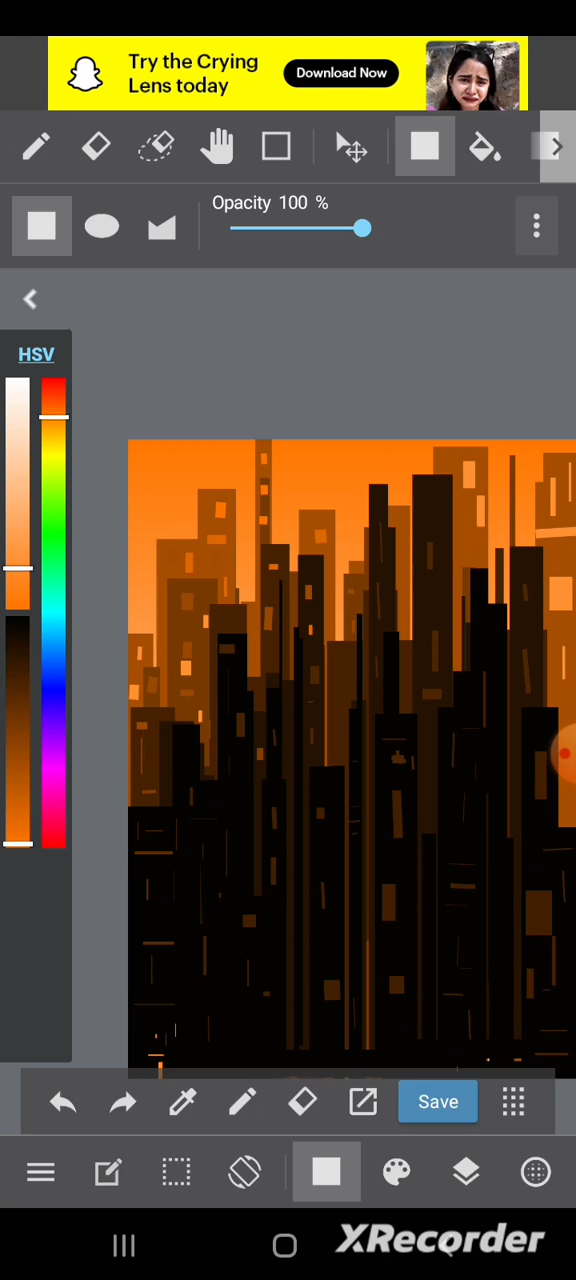 Try the Crying
Lens today
Download Now
Opacity 100 %
HSV
Save
XRecorder